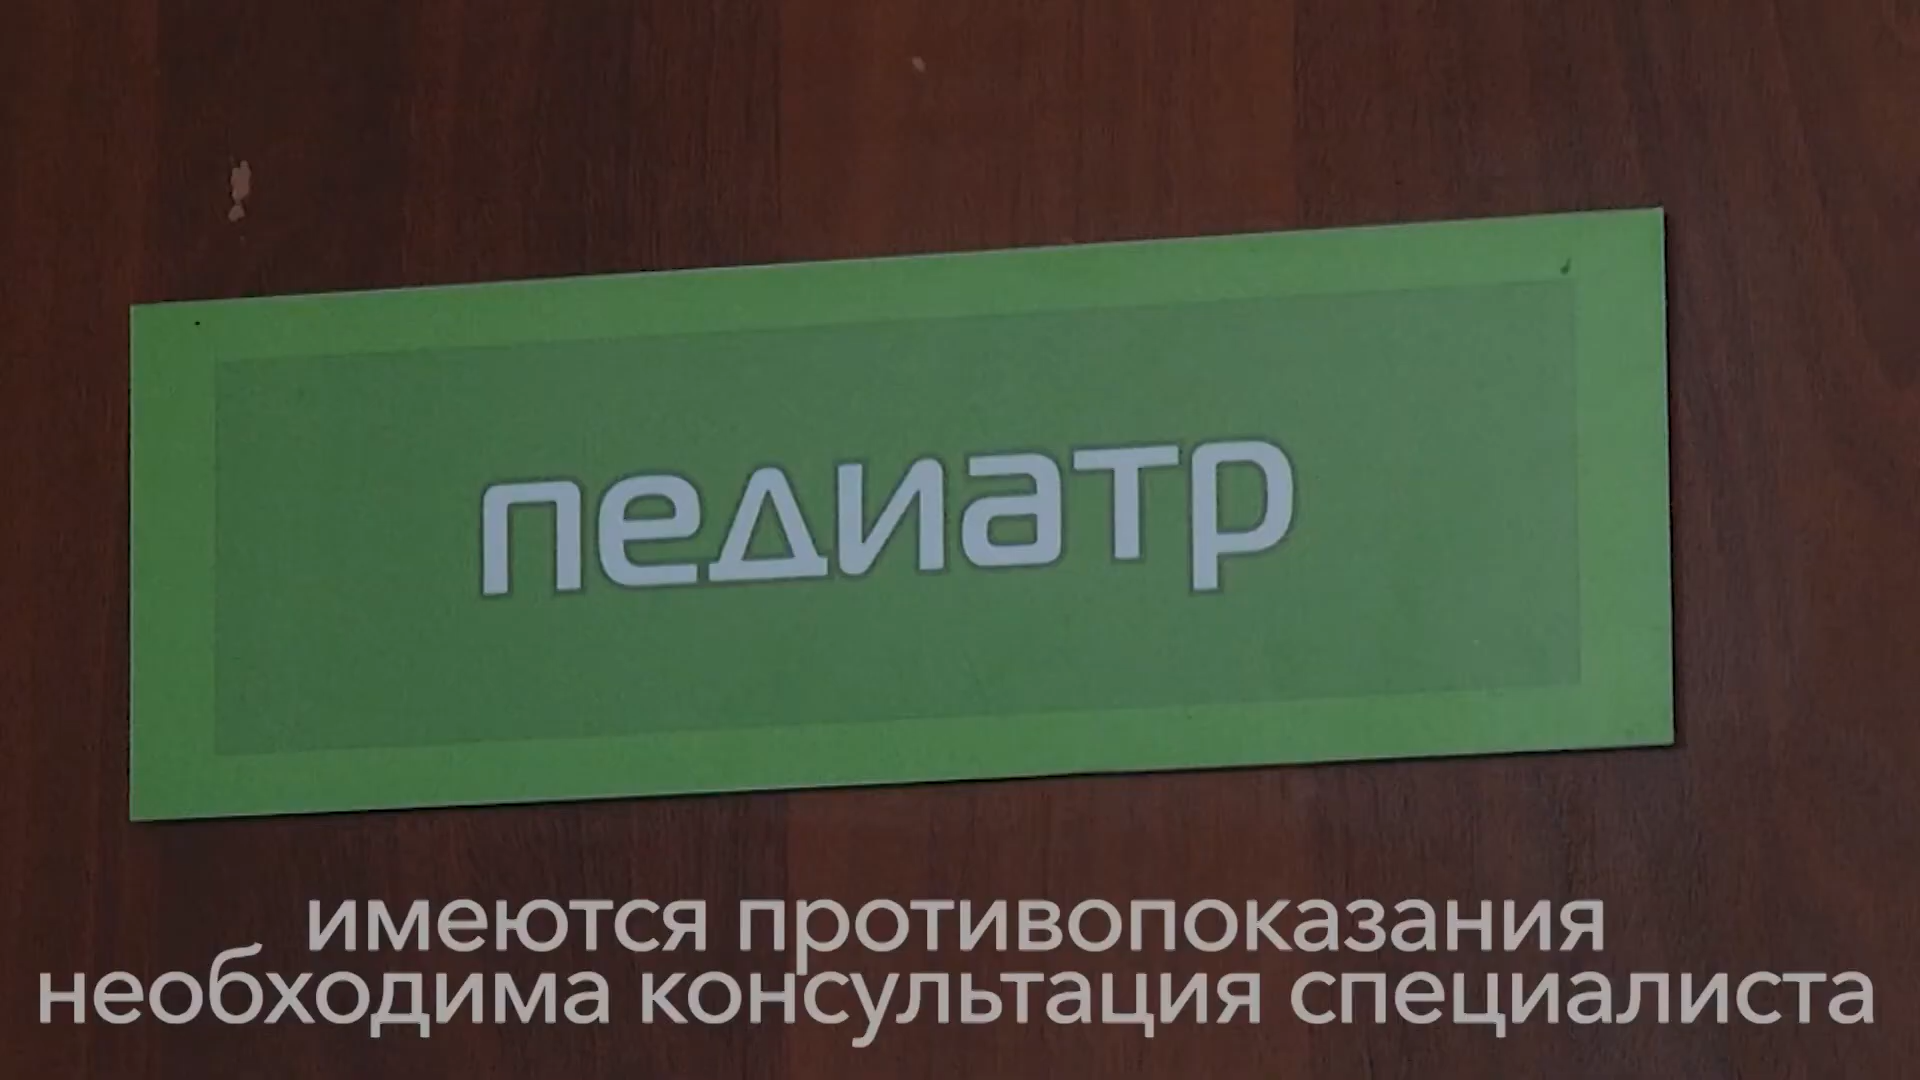 педиатр
имеются противопоказания
необходима консультация специалиста